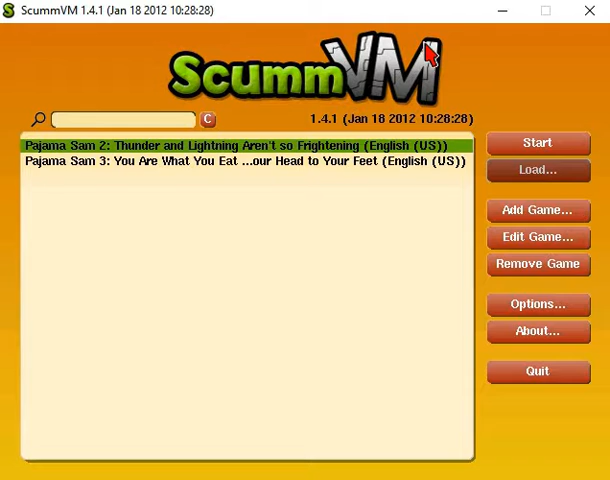 ScummVM 1.4.1 (Jan 18 2012 10:28:28)
ScummVM
C
1.4.1 (Jan 18 2012 10:28:28)
Pajama Sam 2: Thunder and Lightning Aren't so Frightening (English (US))
Pajama Sam 3: You Are What You Eat ...our Head to Your Feet (English (US))
Start
Load...
Add Game...
Edit Game...
Remove Game
Options...
About...
Quit